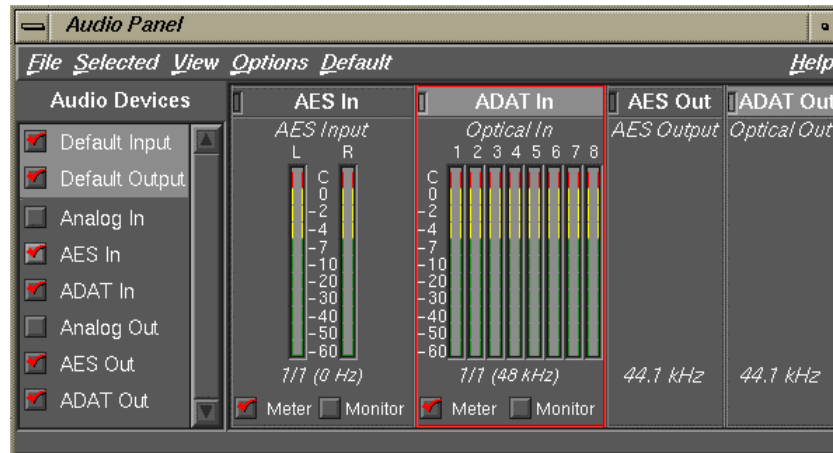 Audio Panel
File Selected View Options Default Help
Audio Devices
Default Input
Default Output
Analog In
AES In
ADAT In
Analog Out
AES Out
ADAT Out
AES In
AES Input
L R
C
0
-2
-4
-7
-10
-20
-30
-40
-50
-60
1/1 (0 Hz)
Meter Monitor
ADAT In
Optical In
1 2 3 4 5 6 7 8
C
0
-2
-4
-7
-10
-20
-30
-40
-50
-60
1/1 (48 kHz)
Meter Monitor
AES Out
AES Output
44.1 kHz
ADAT Out
Optical Out
44.1 kHz